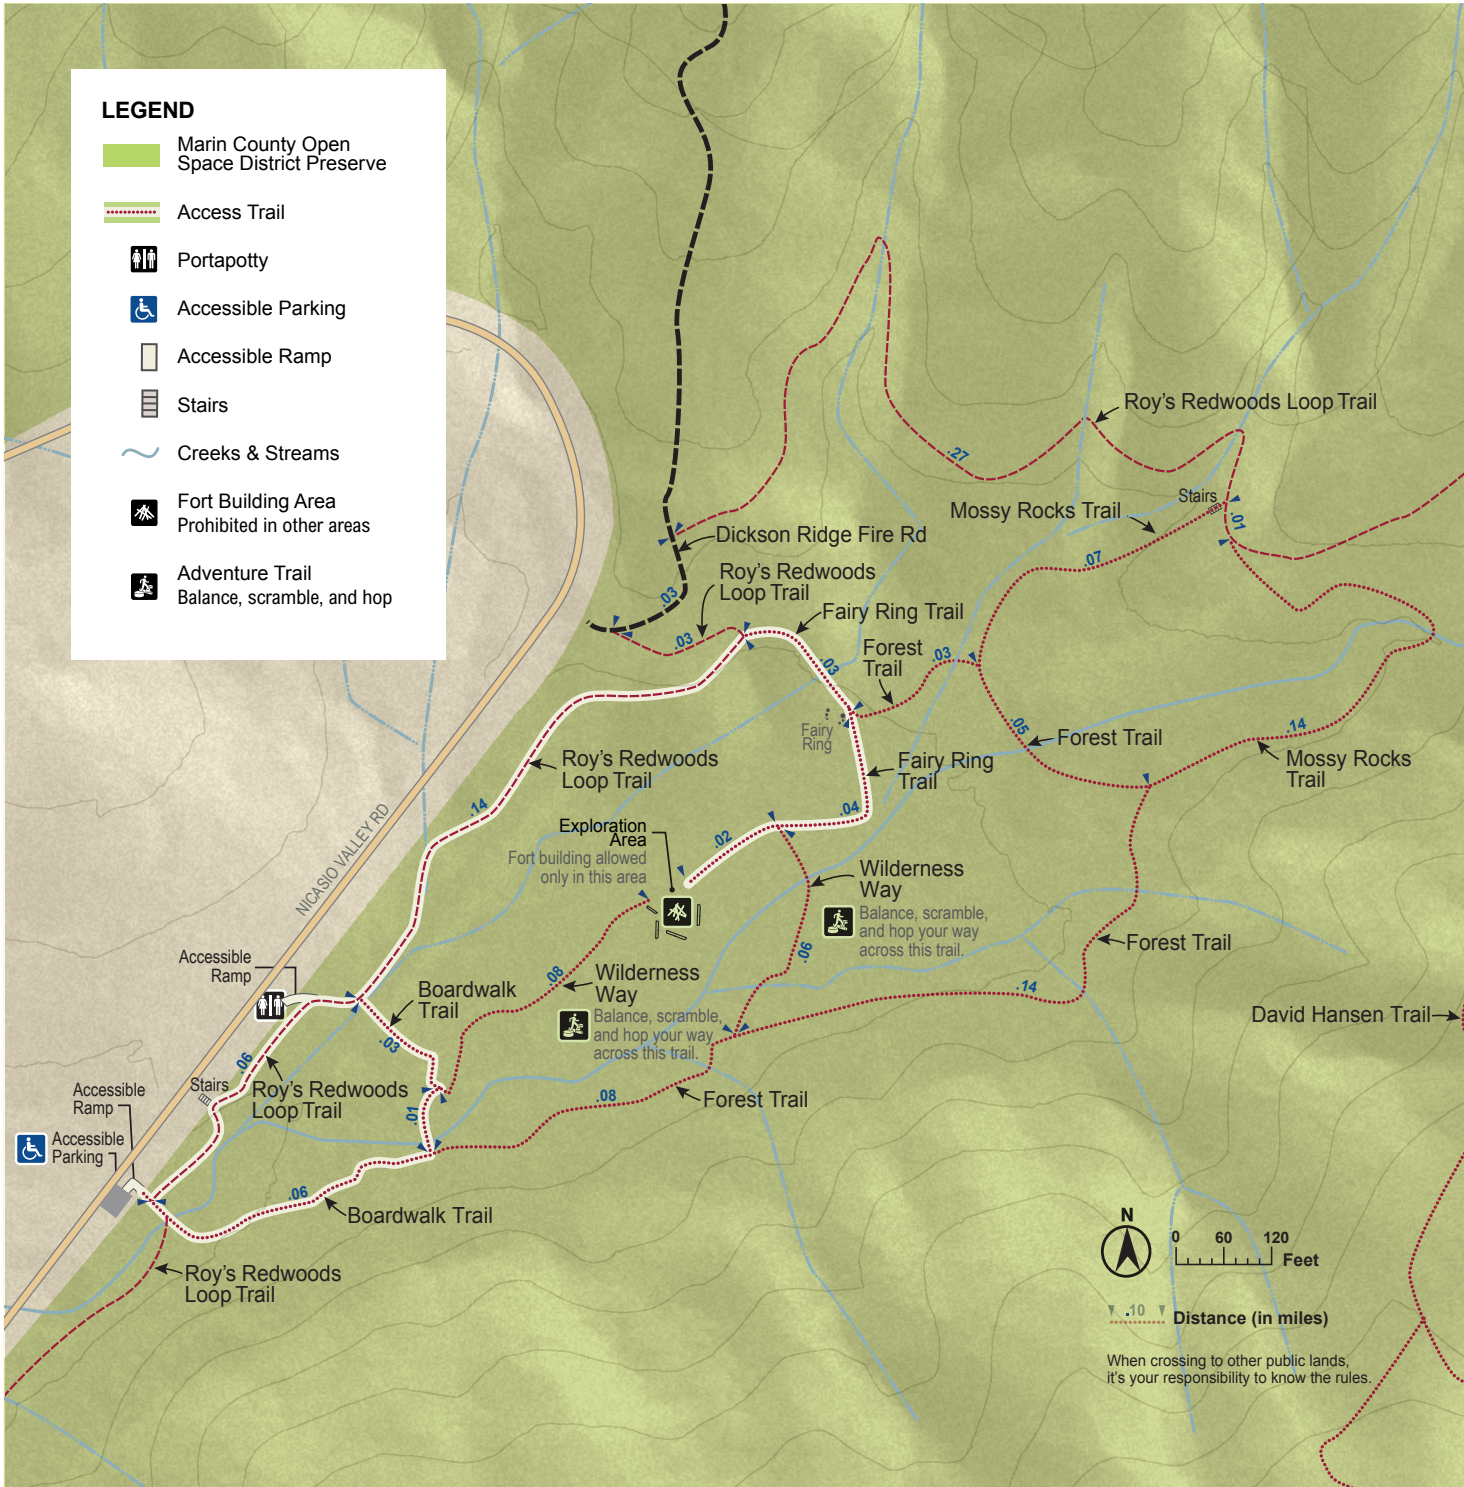 LEGEND
Marin County Open
Space District Preserve
Access Trail
Portapotty
Accessible Parking
Accessible Ramp
Stairs
Creeks & Streams
Fort Building Area
Prohibited in other areas
Adventure Trail
Balance, scramble, and hop
Roy's Redwoods Loop Trail
.27
Stairs
Mossy Rocks Trail
.01
Dickson Ridge Fire Rd
.07
Roy's Redwoods
Loop Trail
.03
Fairy Ring Trail
.03
Forest
Trail
.03
.03
Fairy
Ring
.05
Forest Trail
.14
Mossy Rocks
Trail
Roy's Redwoods
Loop Trail
Fairy Ring
Trail
.14
.04
NICASIO VALLEY RD
Exploration
Area
Fort building allowed
only in this area
.02
Wilderness
Way
Balance, scramble,
and hop your way
across this trail.
.06
Forest Trail
Accessible
Ramp
Boardwalk
Trail
.08
Wilderness
Way
Balance, scramble,
and hop your way
across this trail.
.14
David Hansen Trail
.03
.06
Stairs
Roy's Redwoods
Loop Trail
Accessible
Ramp
.01
.08
Forest Trail
Accessible
Parking
.06
Boardwalk Trail
Roy's Redwoods
Loop Trail
N
0 60 120
Feet
.10
Distance (in miles)
When crossing to other public lands,
it's your responsibility to know the rules.